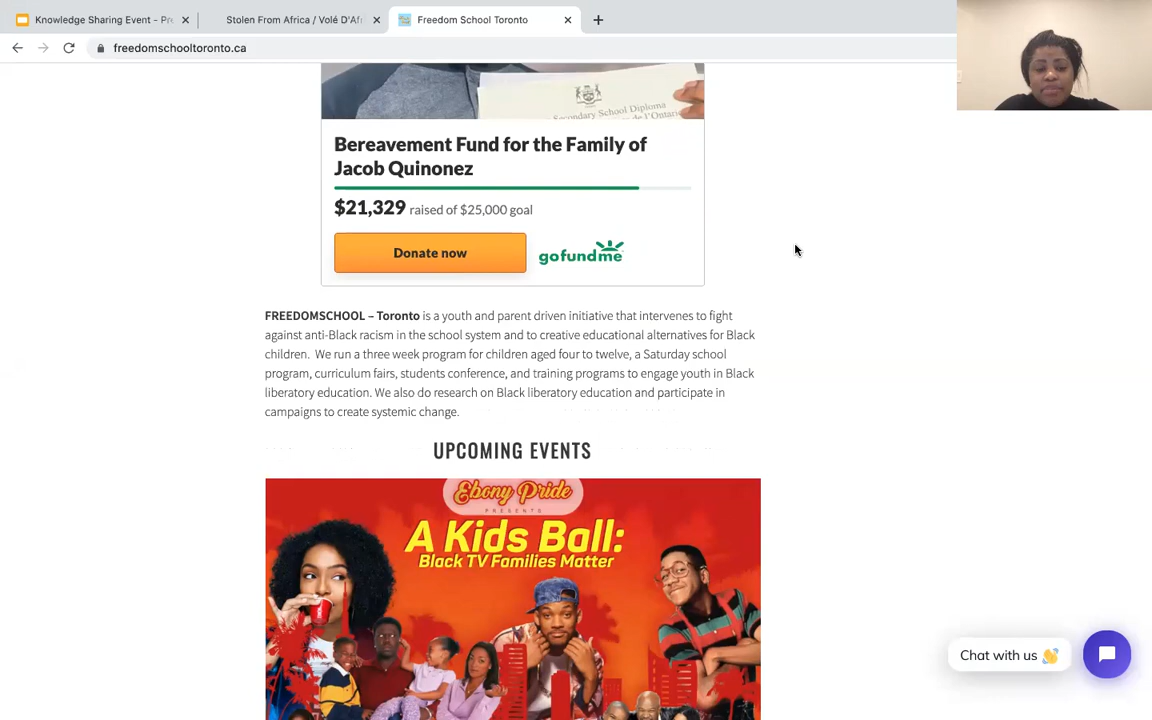 Knowledge Sharing Event - Pr
Stolen From Africa / Volé D'Afr
Freedom School Toronto
freedomschooltoronto.ca
Secondary School Diploma
de l'Ontario
Bereavement Fund for the Family of
Jacob Quinonez
$21,329 raised of $25,000 goal
Donate now
gofundme
FREEDOMSCHOOL – Toronto is a youth and parent driven initiative that intervenes to fight
against anti-Black racism in the school system and to creative educational alternatives for Black
children. We run a three week program for children aged four to twelve, a Saturday school
program, curriculum fairs, students conference, and training programs to engage youth in Black
liberatory education. We also do research on Black liberatory education and participate in
campaigns to create systemic change.
UPCOMING EVENTS
Ebony Pride
PRESENTS
A Kids Ball:
Black TV Families Matter
Chat with us 👋